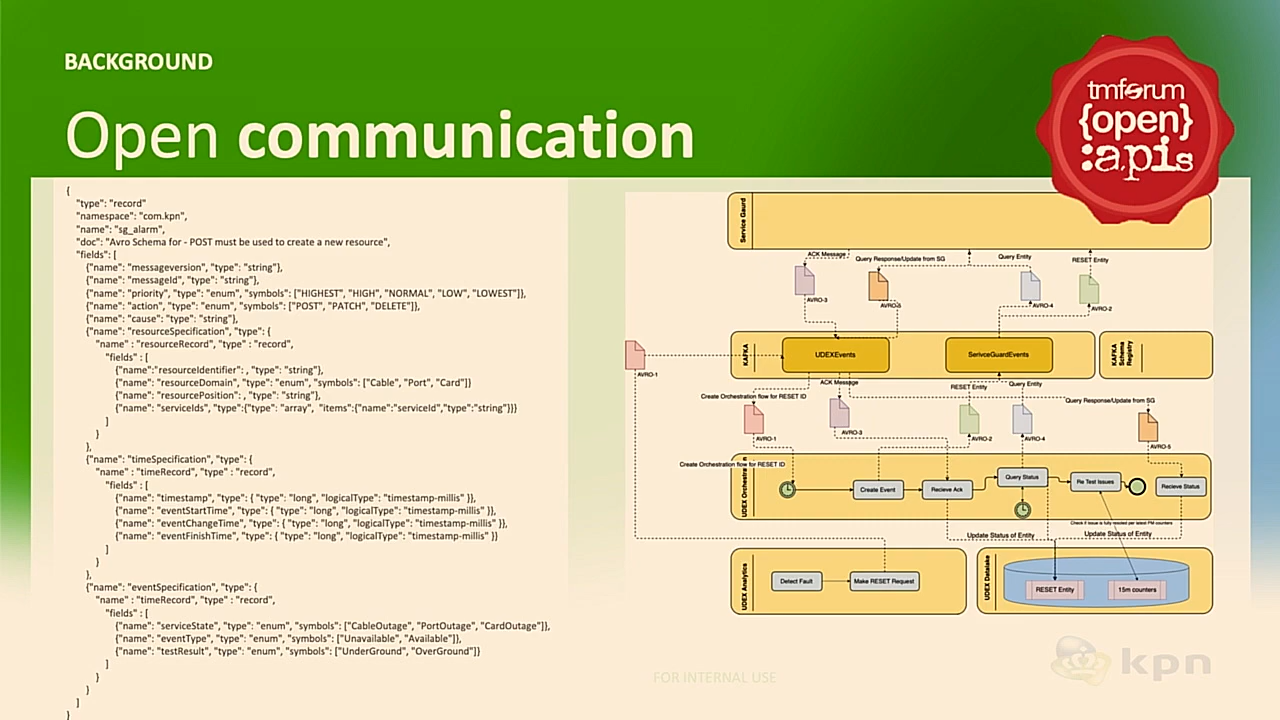 BACKGROUND
Open communication
tmforum
{open}
:apis
{
"type": "record"
"namespace": "com.kpn",
"name": "sg_alarm",
"doc": "Avro Schema for - POST must be used to create a new resource",
"fields": [
{"name": "messageversion", "type": "string"},
{"name": "messageId", "type": "string"},
{"name": "priority", "type": "enum", "symbols": ["HIGHEST", "HIGH", "NORMAL", "LOW", "LOWEST"]},
{"name": "action", "type": "enum", "symbols": ["POST", "PATCH", "DELETE"]},
{"name": "cause", "type": "string"},
{"name": "resourceSpecification", "type": {
"name" : "resourceRecord", "type" : "record",
"fields" : [
{"name":"resourceIdentifier": , "type": "string"},
{"name": "resourceDomain", "type": "enum", "symbols": ["Cable", "Port", "Card"]}
{"name": "resourcePosition": , "type": "string"},
{"name": "serviceIds", "type":{"type": "array", "items":{"name":"serviceId","type":"string"}}}
]
}
},
{"name": "timeSpecification", "type": {
"name" : "timeRecord", "type" : "record",
"fields" : [
{"name": "timestamp", "type": { "type": "long", "logicalType": "timestamp-millis" }},
{"name": "eventStartTime", "type": { "type": "long", "logicalType": "timestamp-millis" }},
{"name": "eventChangeTime", "type": { "type": "long", "logicalType": "timestamp-millis" }},
{"name": "eventFinishTime", "type": { "type": "long", "logicalType": "timestamp-millis" }}
]
}
},
{"name": "eventSpecification", "type": {
"name" : "timeRecord", "type" : "record",
"fields" : [
{"name": "serviceState", "type": "enum", "symbols": ["CableOutage", "PortOutage", "CardOutage"]},
{"name": "eventType", "type": "enum", "symbols": ["Unavailable", "Available"]},
{"name": "testResult", "type": "enum", "symbols": ["UnderGround", "OverGround"]}
]
}
}
]
}
Service Gaurd
ACK Message
Query Response/Update from SG
Query Entity
RESET Entity
AVRO-3
AVRO-5
AVRO-4
AVRO-2
KAFKA
UDEXEvents
SerivceGuardEvents
KAFKA Schema Registry
AVRO-1
ACK Message
RESET Entity
Query Entity
Create Orchestration flow for RESET ID
Query Response/Update from SG
AVRO-1
AVRO-3
AVRO-2
AVRO-4
AVRO-5
Create Orchestration flow for RESET ID
Create Event
Recieve Ack
Query Status
Re Test Issues
Recieve Status
Check if issue is fully resolved per latest PM counters
Update Status of Entity
Update Status of Entity
UDEX Analytics
Detect Fault
Make RESET Request
UDEX Datalake
RESET Entity
15m counters
FOR INTERNAL USE
kpn